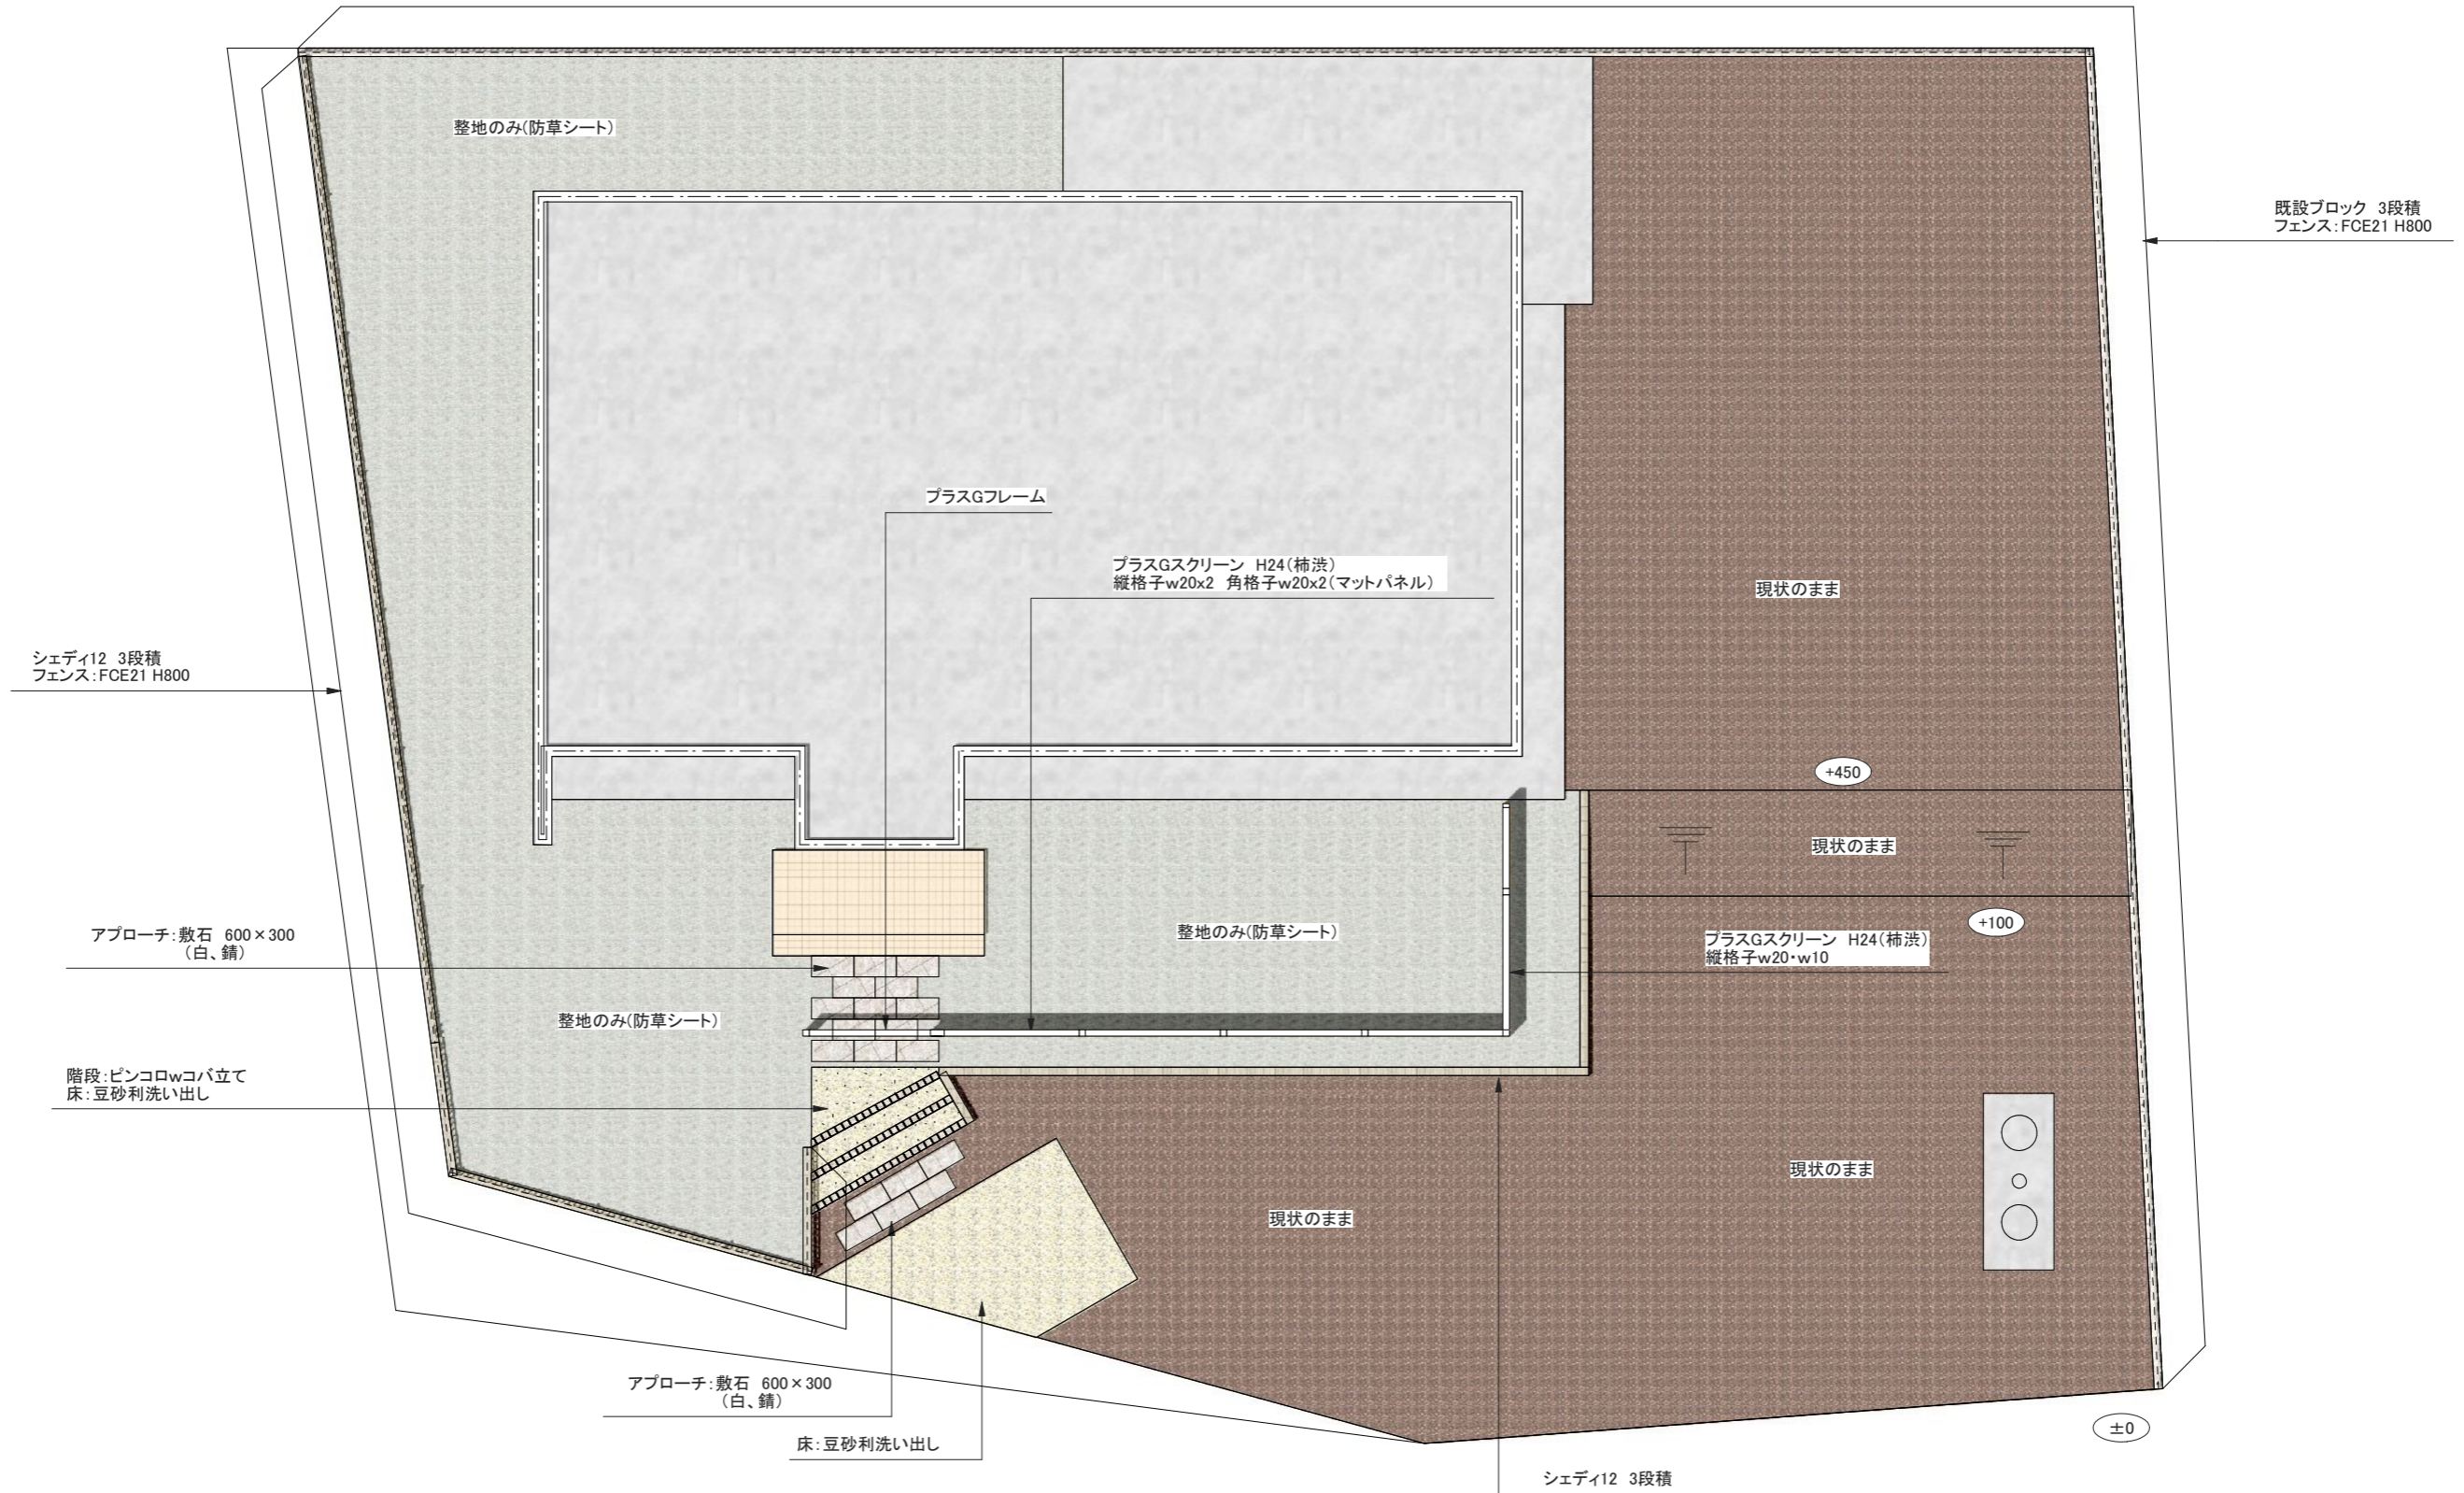 整地のみ(防草シート)
既設ブロック　3段積
フェンス：FCE21 H800
プラスGフレーム
プラスGスクリーン　H24（柿渋）
縦格子w20x2　角格子w20x2（マットパネル）
現状のまま
シェディ12　3段積
フェンス：FCE21 H800
+450
現状のまま
+100
アプローチ：敷石　600×300
（白、錆）
整地のみ(防草シート)
プラスGスクリーン　H24（柿渋）
縦格子w20・w10
整地のみ(防草シート)
階段：ピンコロwコバ立て
床：豆砂利洗い出し
現状のまま
現状のまま
アプローチ：敷石　600×300
（白、錆）
床：豆砂利洗い出し
±0
シェディ12　3段積